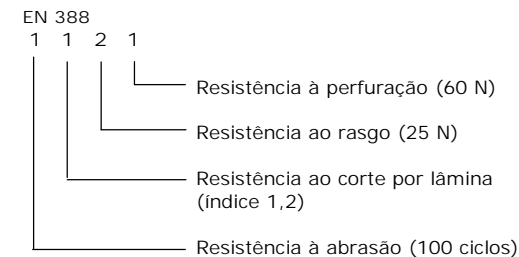 EN 388
1 1 2 1
Resistência à perfuração (60 N)
Resistência ao rasgo (25 N)
Resistência ao corte por lâmina
(índice 1,2)
Resistência à abrasão (100 ciclos)